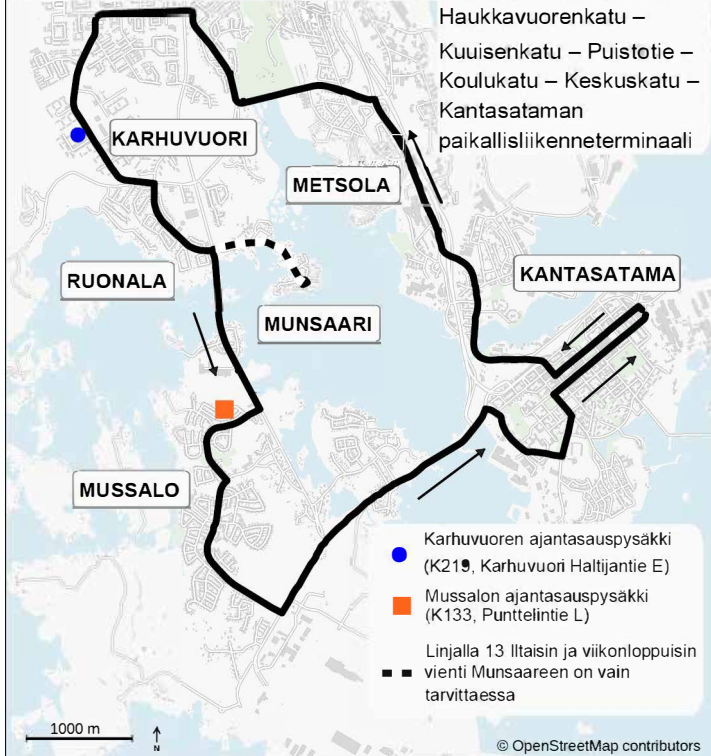 Haukkavuorenkatu –
Kuuisenkatu – Puistotie –
Koulukatu – Keskuskatu –
Kantasataman
paikallisliikenneterminaali
KARHUVUORI
METSOLA
KANTASATAMA
RUONALA
MUNSAARI
MUSSALO
Karhuvuoren ajantasauspysäkki
(K219, Karhuvuori Haltijantie E)
Mussalon ajantasauspysäkki
(K133, Punttelintie L)
Linjalla 13 Iltaisin ja viikonloppuisin
vienti Munsaareen on vain
tarvittaessa
1000 m
N
© OpenStreetMap contributors